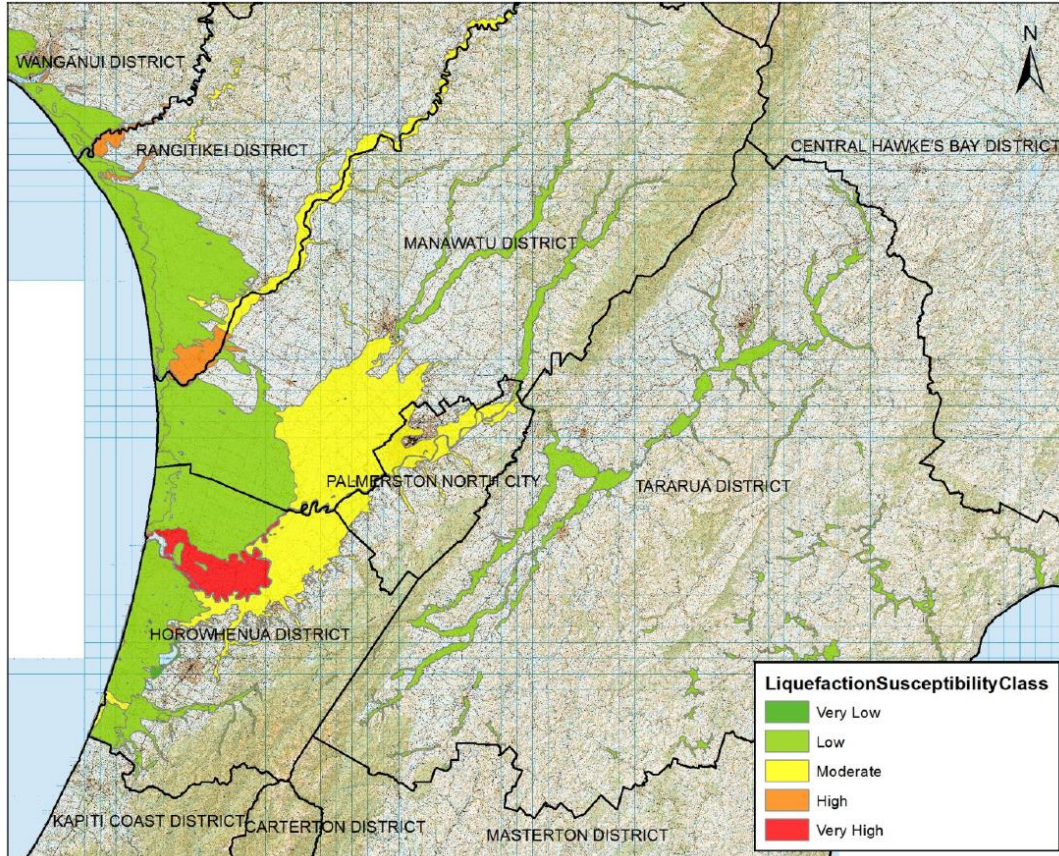 N
WANGANUI DISTRICT
RANGITIKEI DISTRICT
CENTRAL HAWKE'S BAY DISTRICT
MANAWATU DISTRICT
PALMERSTON NORTH CITY
TARARUA DISTRICT
HOROWHENUA DISTRICT
KAPITI COAST DISTRICT
CARTERTON DISTRICT
MASTERTON DISTRICT
LiquefactionSusceptibilityClass
Very Low
Low
Moderate
High
Very High